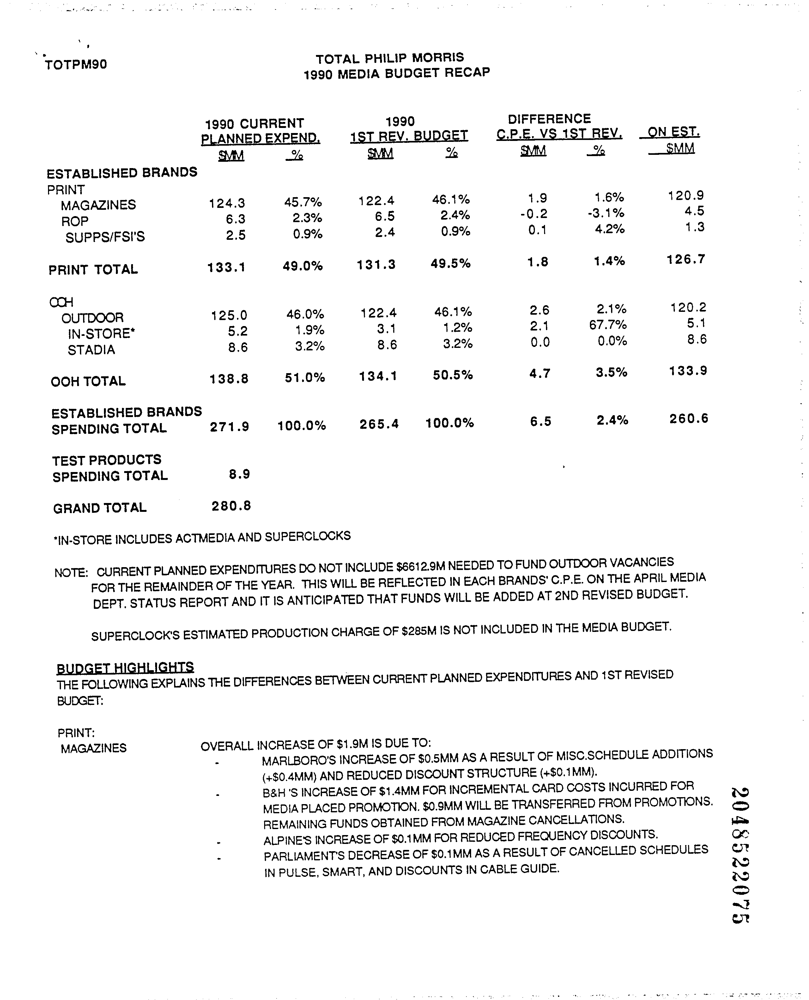 TOTPM90
TOTAL PHILIP MORRIS
1990 MEDIA BUDGET RECAP
1990 CURRENT 1990 DIFFERENCE
PLANNED EXPEND. 1ST REV. BUDGET C.P.E. VS 1ST REV. ON EST.
$MM % $MM % $MM % $MM
ESTABLISHED BRANDS
PRINT
MAGAZINES 124.3 45.7% 122.4 46.1% 1.9 1.6% 120.9
ROP 6.3 2.3% 6.5 2.4% -0.2 -3.1% 4.5
SUPPS/FSI'S 2.5 0.9% 2.4 0.9% 0.1 4.2% 1.3
PRINT TOTAL 133.1 49.0% 131.3 49.5% 1.8 1.4% 126.7
OOH
OUTDOOR 125.0 46.0% 122.4 46.1% 2.6 2.1% 120.2
IN-STORE* 5.2 1.9% 3.1 1.2% 2.1 67.7% 5.1
STADIA 8.6 3.2% 8.6 3.2% 0.0 0.0% 8.6
OOH TOTAL 138.8 51.0% 134.1 50.5% 4.7 3.5% 133.9
ESTABLISHED BRANDS
SPENDING TOTAL 271.9 100.0% 265.4 100.0% 6.5 2.4% 260.6
TEST PRODUCTS
SPENDING TOTAL 8.9
GRAND TOTAL 280.8
*IN-STORE INCLUDES ACTMEDIA AND SUPERCLOCKS
NOTE: CURRENT PLANNED EXPENDITURES DO NOT INCLUDE $6612.9M NEEDED TO FUND OUTDOOR VACANCIES
FOR THE REMAINDER OF THE YEAR. THIS WILL BE REFLECTED IN EACH BRANDS' C.P.E. ON THE APRIL MEDIA
DEPT. STATUS REPORT AND IT IS ANTICIPATED THAT FUNDS WILL BE ADDED AT 2ND REVISED BUDGET.
SUPERCLOCK'S ESTIMATED PRODUCTION CHARGE OF $285M IS NOT INCLUDED IN THE MEDIA BUDGET.
BUDGET HIGHLIGHTS
THE FOLLOWING EXPLAINS THE DIFFERENCES BETWEEN CURRENT PLANNED EXPENDITURES AND 1ST REVISED
BUDGET:
PRINT:
MAGAZINES OVERALL INCREASE OF $1.9M IS DUE TO:
- MARLBORO'S INCREASE OF $0.5MM AS A RESULT OF MISC.SCHEDULE ADDITIONS
(+$0.4MM) AND REDUCED DISCOUNT STRUCTURE (+$0.1MM).
- B&H 'S INCREASE OF $1.4MM FOR INCREMENTAL CARD COSTS INCURRED FOR
MEDIA PLACED PROMOTION. $0.9MM WILL BE TRANSFERRED FROM PROMOTIONS.
REMAINING FUNDS OBTAINED FROM MAGAZINE CANCELLATIONS.
- ALPINE'S INCREASE OF $0.1MM FOR REDUCED FREQUENCY DISCOUNTS.
- PARLIAMENT'S DECREASE OF $0.1MM AS A RESULT OF CANCELLED SCHEDULES
IN PULSE, SMART, AND DISCOUNTS IN CABLE GUIDE.
2048522075